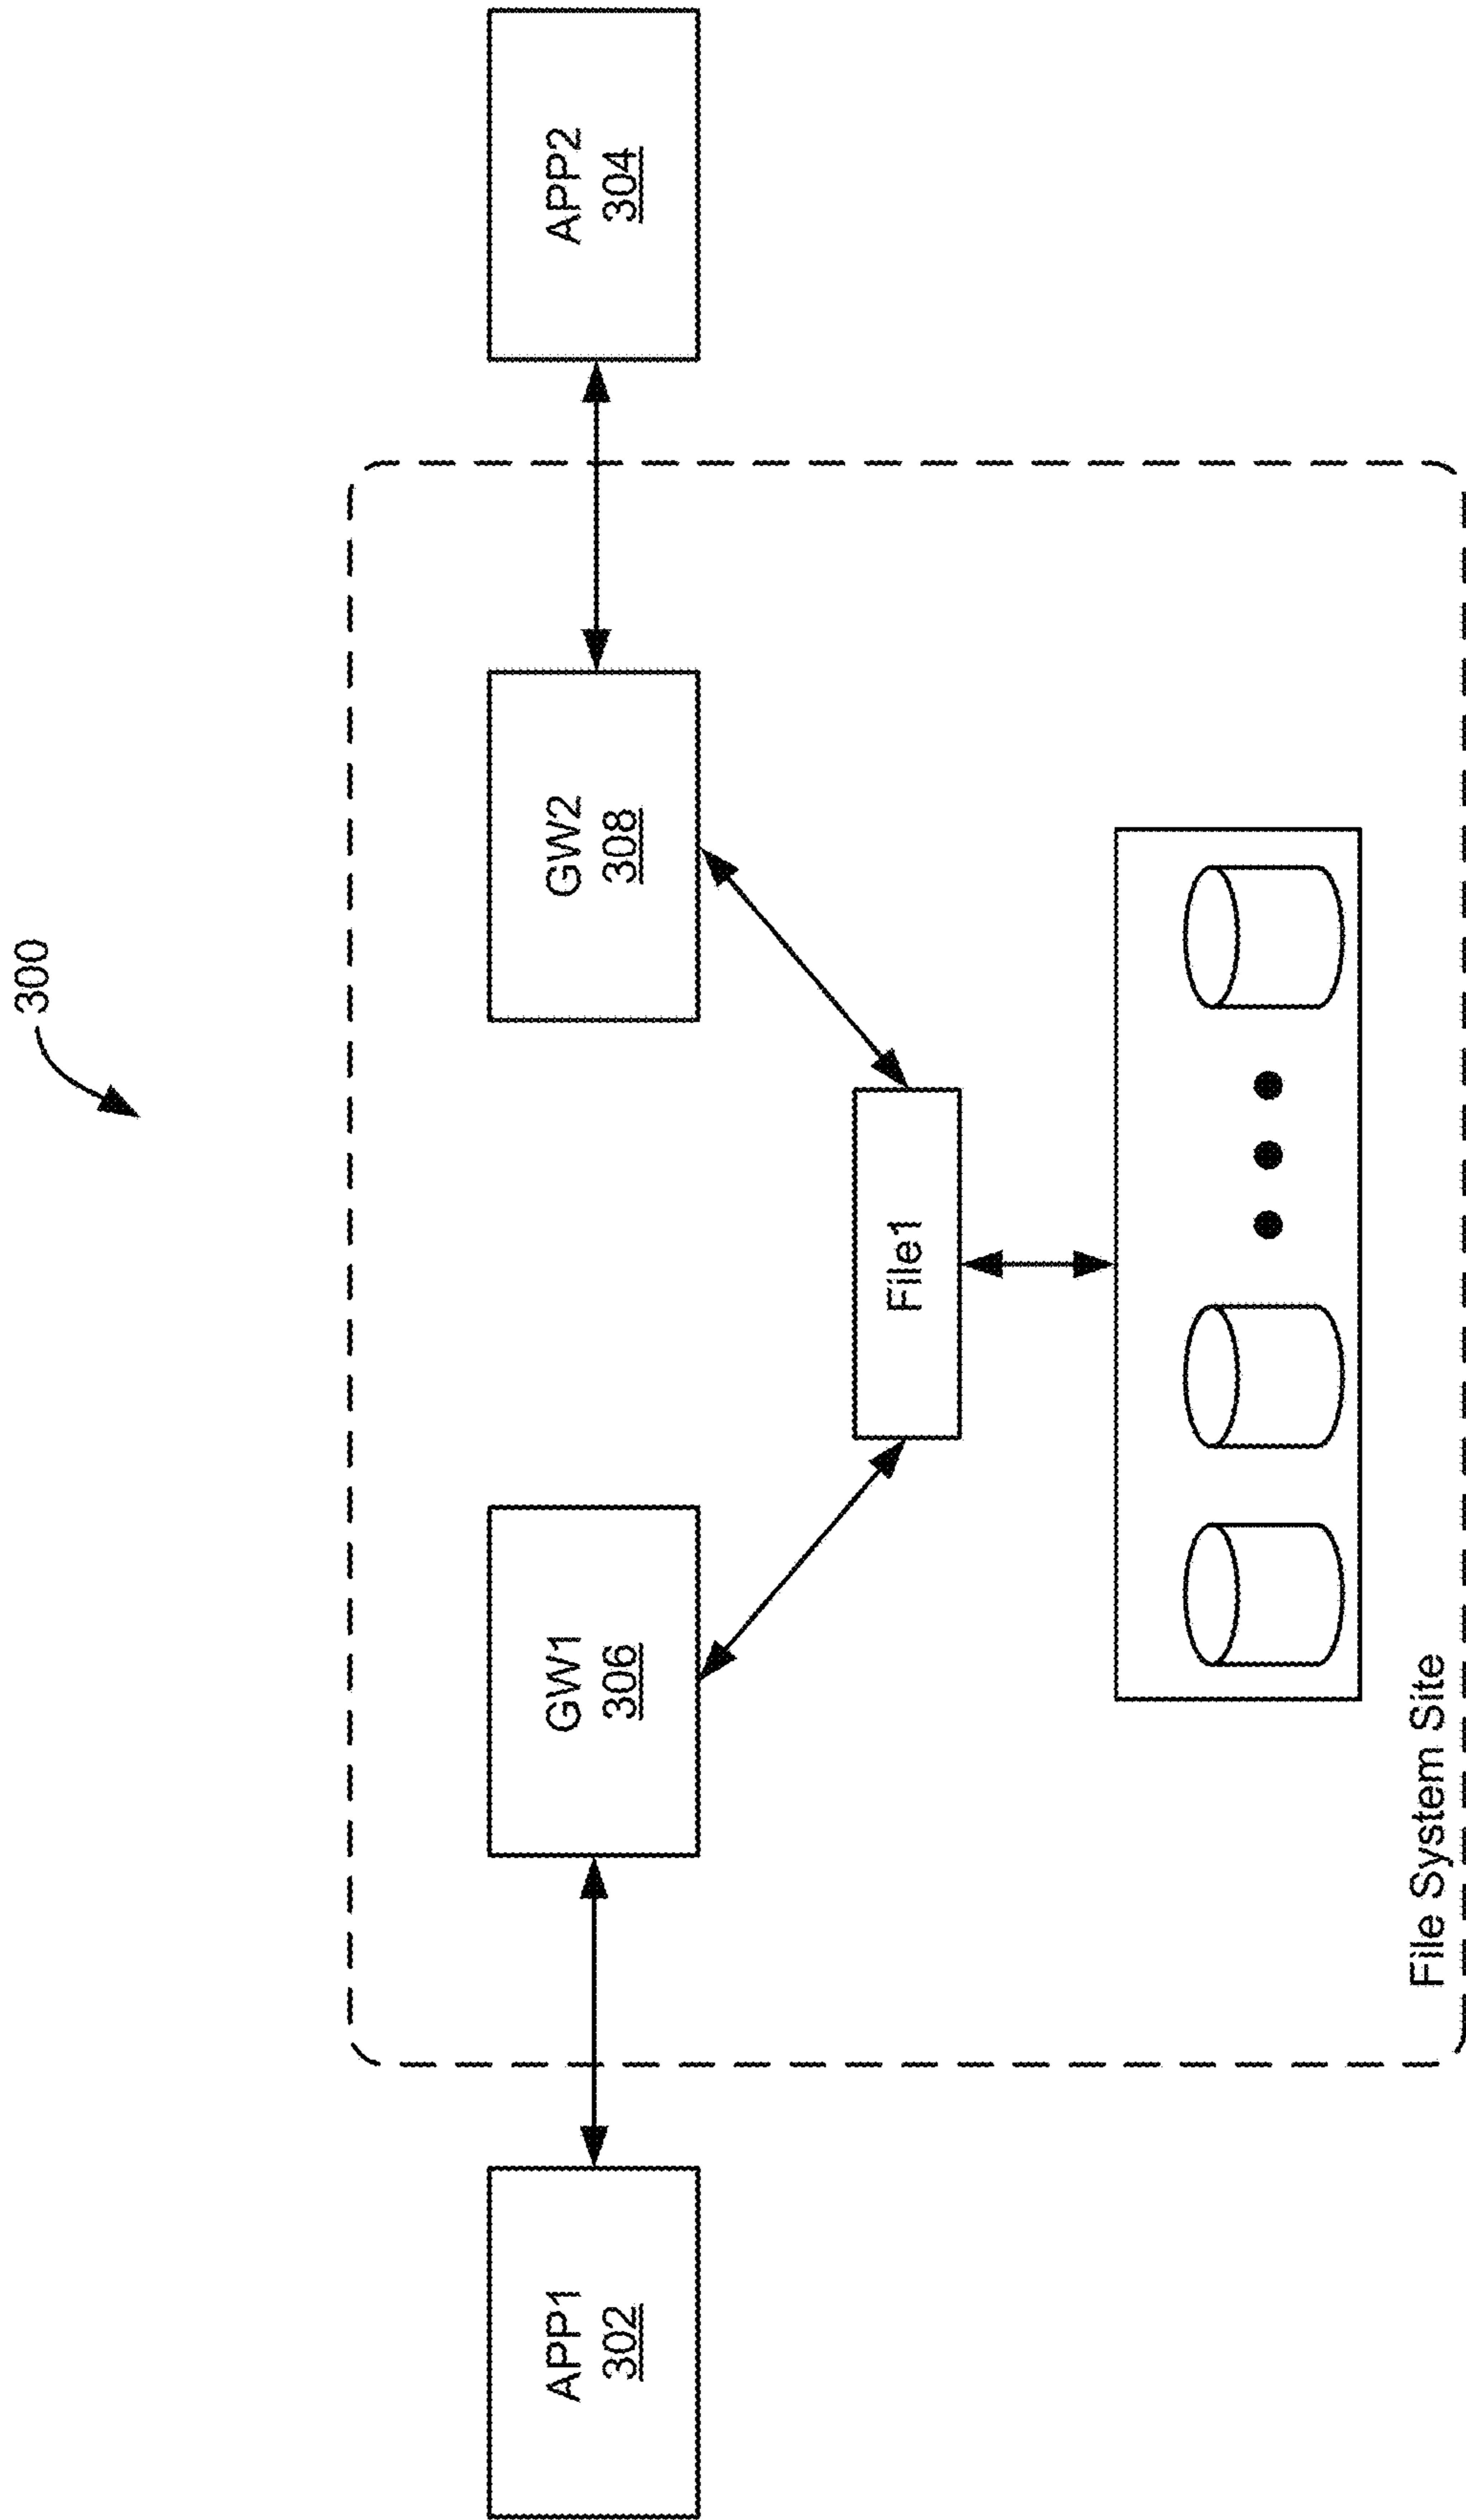 300
APP1
302
GW1
306
GW2
308
APP2
304
File1
File System Site